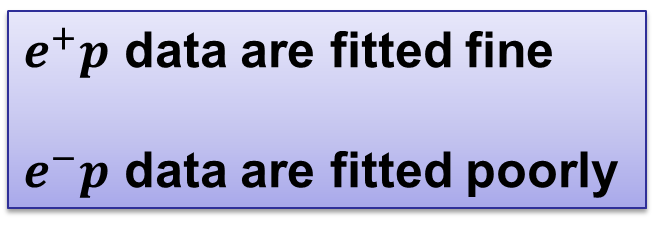 e⁺p data are fitted fine
e⁻p data are fitted poorly